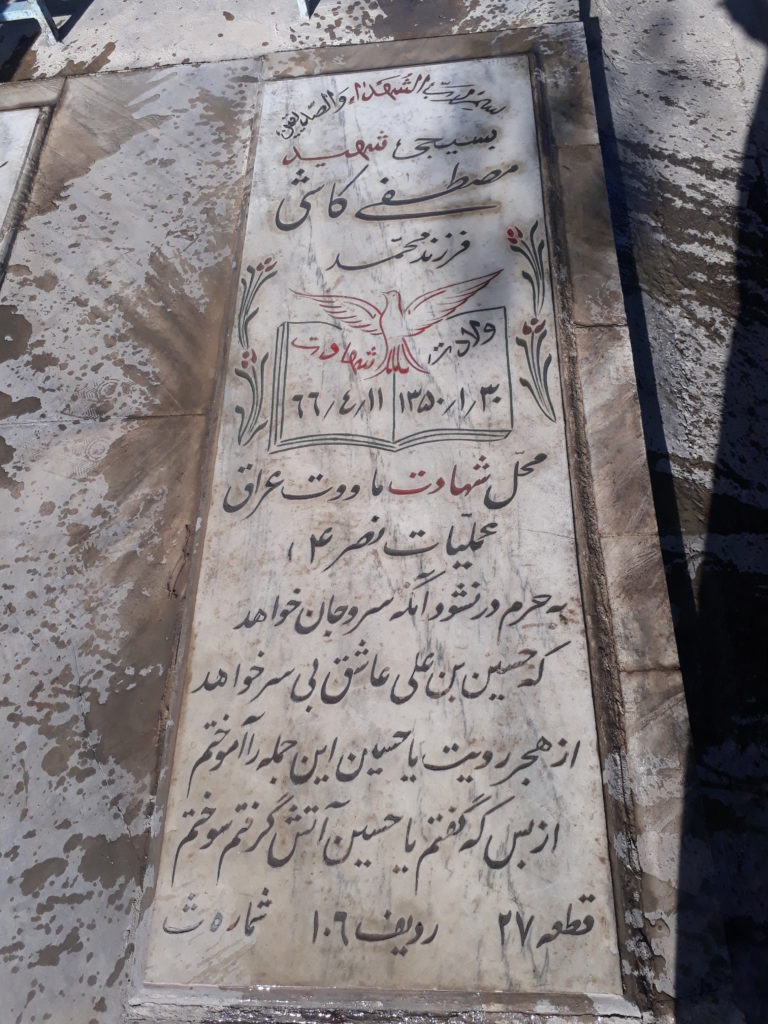 بسم رب الشهداء والصدیقین
بسیجی شهید
مصطفی کاشی
فرزند محمد
ولادت شهادت
۱۳۵۰/۱/۳۰ ۶۶/۴/۱۱
محل شهادت ماووت عراق
عملیات نصر ۴
به حرم در نشود آنکه سر و جان خواهد
که حسین بن علی عاشق بی سر خواهد
از هجر رویت یا حسین این جمله را آموختم
از بس که گفتم یا حسین آتش گرفتم سوختم
قطعه ۲۷ ردیف ۱۰۶ شماره ث